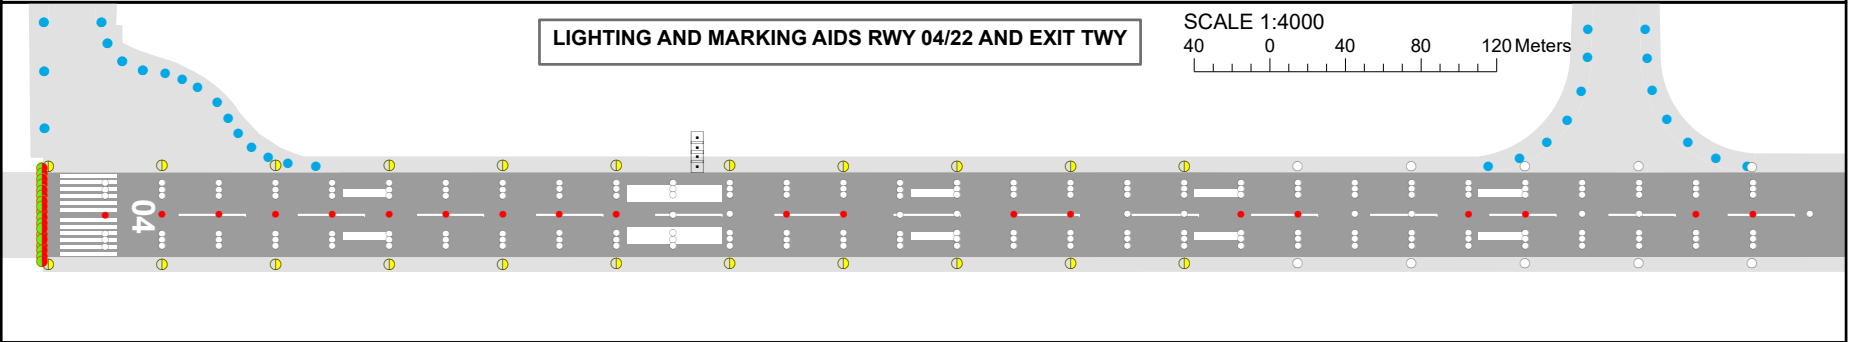 LIGHTING AND MARKING AIDS RWY 04/22 AND EXIT TWY
SCALE 1:4000
40 0 40 80 120 Meters
04